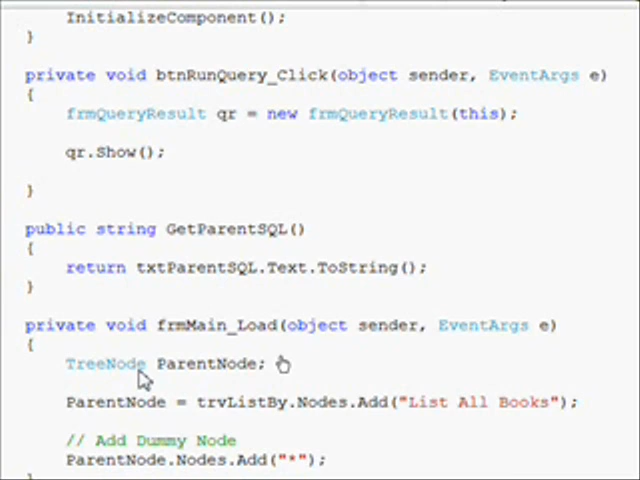 InitializeComponent();
}
private void btnRunQuery_Click(object sender, EventArgs e)
{
frmQueryResult qr = new frmQueryResult(this);
qr.Show();
}
public string GetParentSQL()
{
return txtParentSQL.Text.ToString();
}
private void frmMain_Load(object sender, EventArgs e)
{
TreeNode ParentNode;
ParentNode = trvListBy.Nodes.Add("List All Books");
// Add Dummy Node
ParentNode.Nodes.Add("*");
}